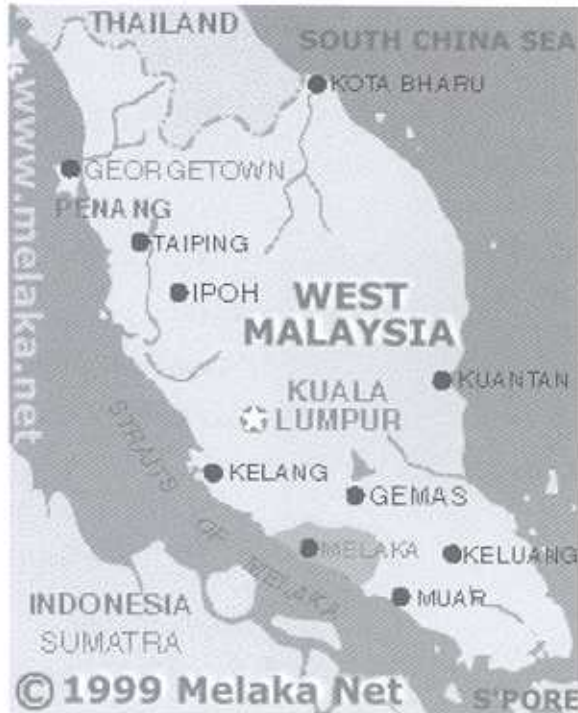 THAILAND
SOUTH CHINA SEA
KOTA BHARU
www.melaka.net
GEORGETOWN
PENANG
TAIPING
IPOH
WEST
MALAYSIA
KUANTAN
KUALA
LUMPUR
KELANG
GEMAS
STRAITS OF MELAKA
MELAKA
KELUANG
MUAR
INDONESIA
SUMATRA
© 1999 Melaka Net
S'PORE